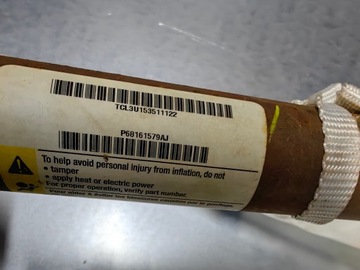 TCL3U153511122
P68161579AJ
To help avoid personal injury from inflation, do not
• tamper
• apply heat or electric power
For proper operation, verify part number.